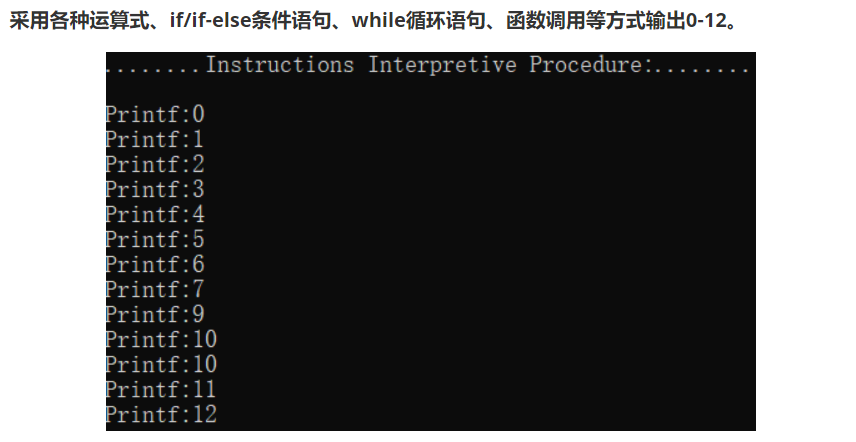 采用各种运算式、if/if-else条件语句、while循环语句、函数调用等方式输出0-12。
........Instructions Interpretive Procedure:........
Printf:0
Printf:1
Printf:2
Printf:3
Printf:4
Printf:5
Printf:6
Printf:7
Printf:9
Printf:10
Printf:10
Printf:11
Printf:12